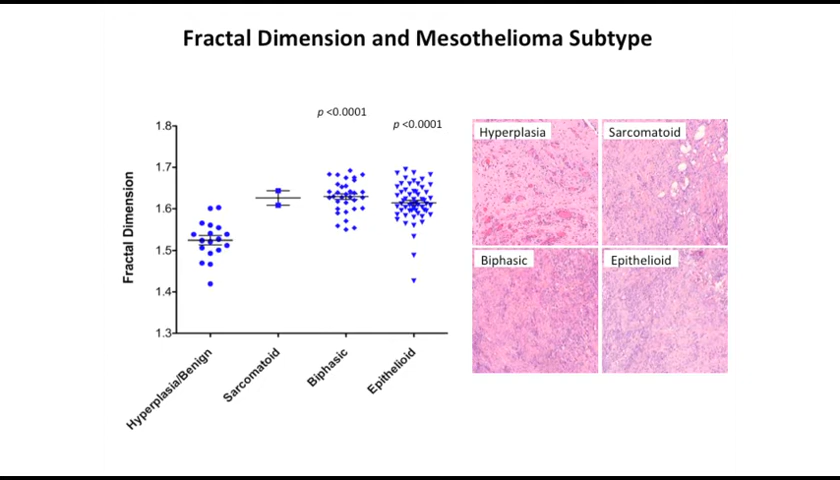 Fractal Dimension and Mesothelioma Subtype
p <0.0001
p <0.0001
1.8
1.7
1.6
1.5
1.4
1.3
Fractal Dimension
Hyperplasia/Benign
Sarcomatoid
Biphasic
Epithelioid
Hyperplasia
Sarcomatoid
Biphasic
Epithelioid